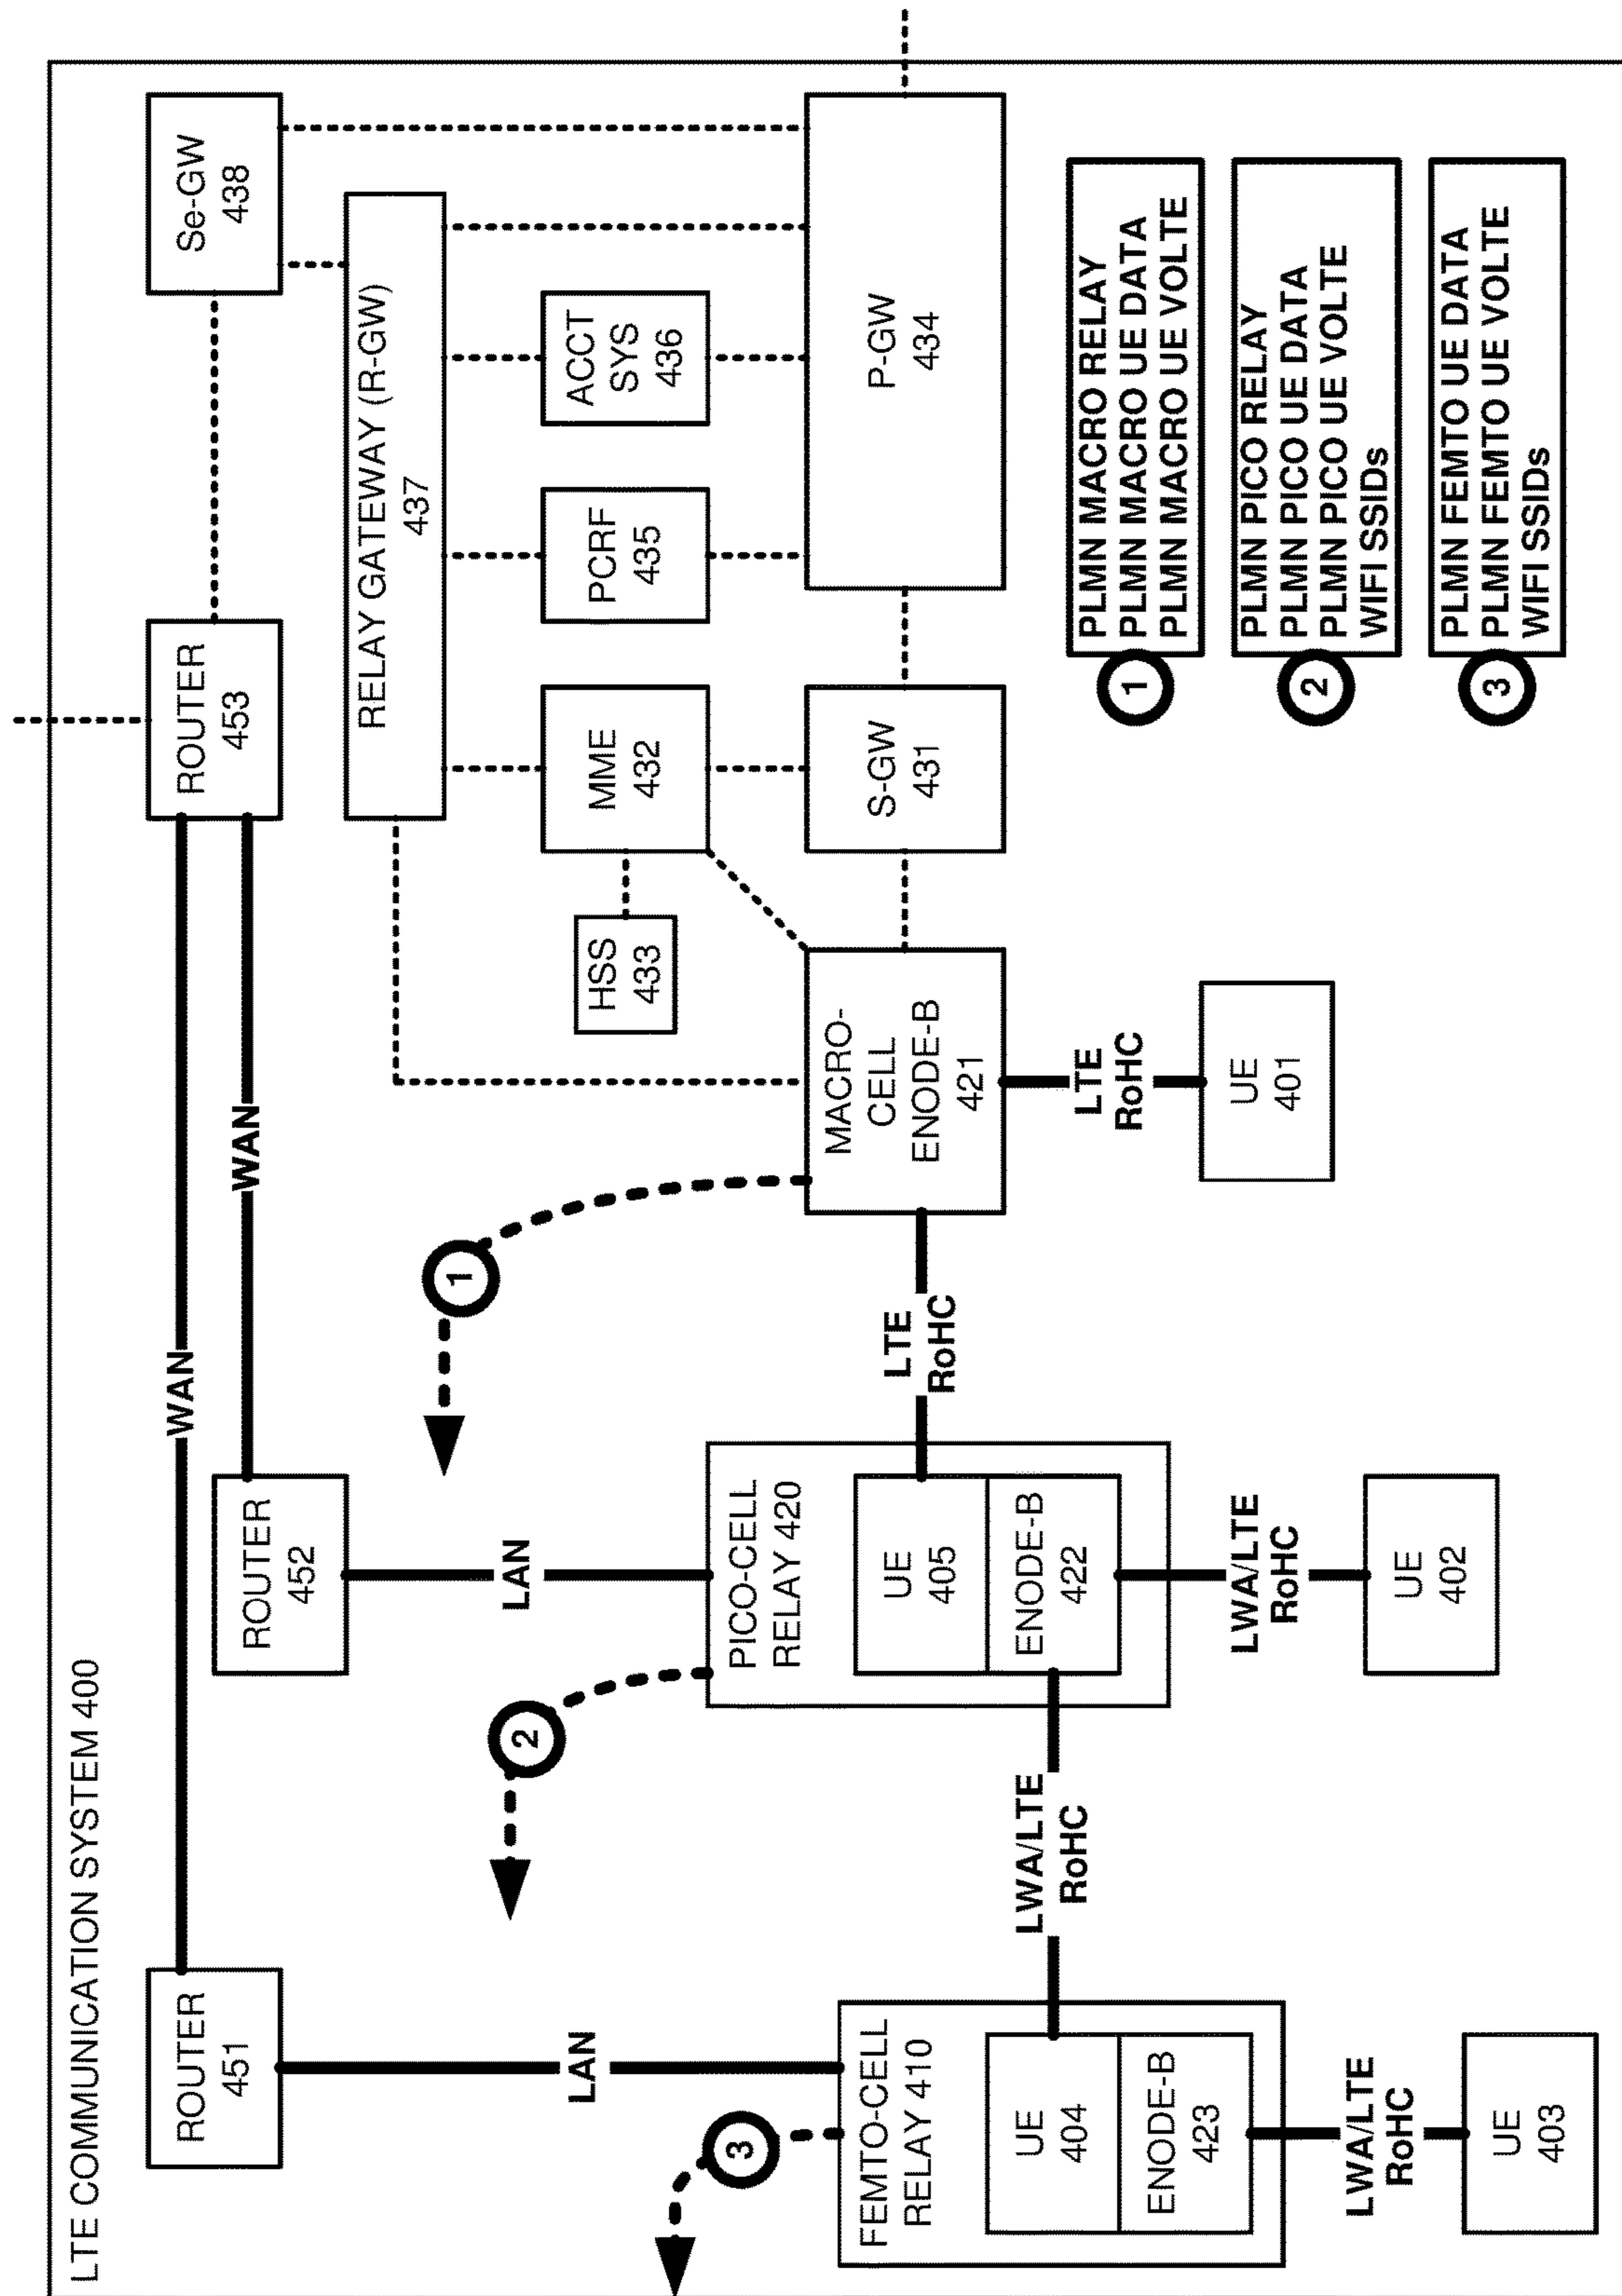 LTE COMMUNICATION SYSTEM 400
ROUTER
451
WAN
ROUTER
453
Se-GW
438
ROUTER
452
WAN
LAN
LAN
RELAY GATEWAY (R-GW)
437
1
2
3
HSS
433
MME
432
PCRF
435
ACCT
SYS
436
FEMTO-CELL
RELAY 410
UE
404
ENODE-B
423
LWA/LTE
RoHC
PICO-CELL
RELAY 420
UE
405
ENODE-B
422
LTE
RoHC
MACRO-
CELL
ENODE-B
421
S-GW
431
P-GW
434
LWA/LTE
RoHC
UE
403
LWA/LTE
RoHC
UE
402
LTE
RoHC
UE
401
1
PLMN MACRO RELAY
PLMN MACRO UE DATA
PLMN MACRO UE VOLTE
2
PLMN PICO RELAY
PLMN PICO UE DATA
PLMN PICO UE VOLTE
WIFI SSIDs
3
PLMN FEMTO UE DATA
PLMN FEMTO UE VOLTE
WIFI SSIDs